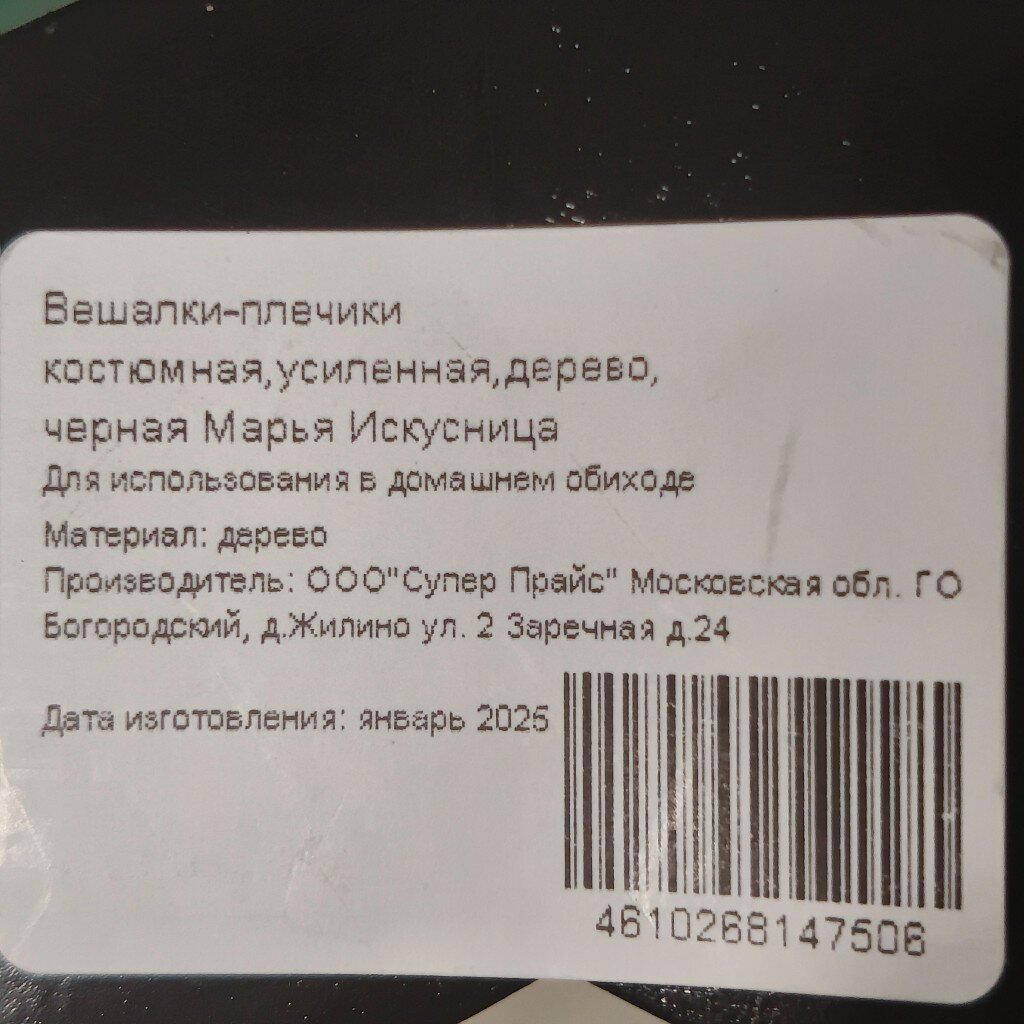 Вешалки-плечики
костюмная,усиленная,дерево,
черная Марья Искусница
Для использования в домашнем обиходе
Материал: дерево
Производитель: ООО"Супер Прайс" Московская обл. ГО
Богородский, д.Жилино ул. 2 Заречная д.24
Дата изготовления: январь 2025
4610268147506